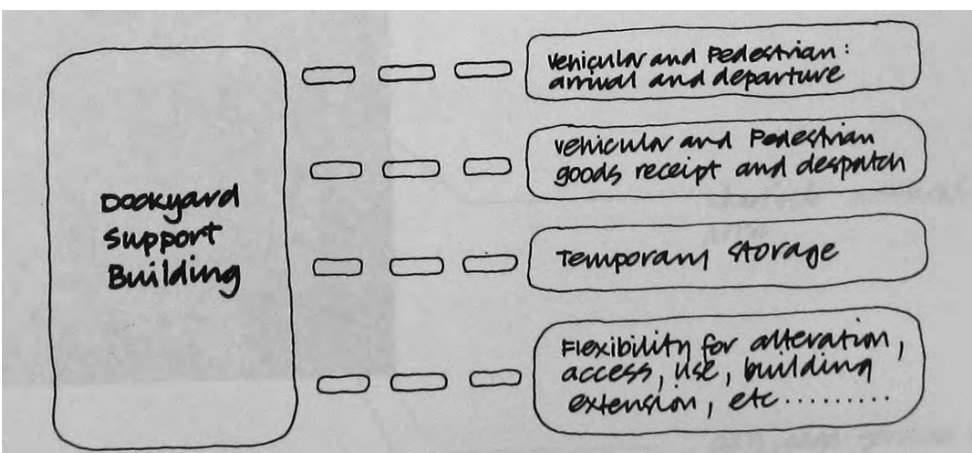 Dockyard
Support
Building
Vehicular and Pedestrian:
arrival and departure
Vehicular and Pedestrian
goods receipt and despatch
Temporary storage
Flexibility for alteration,
access, use, building
extension, etc.........